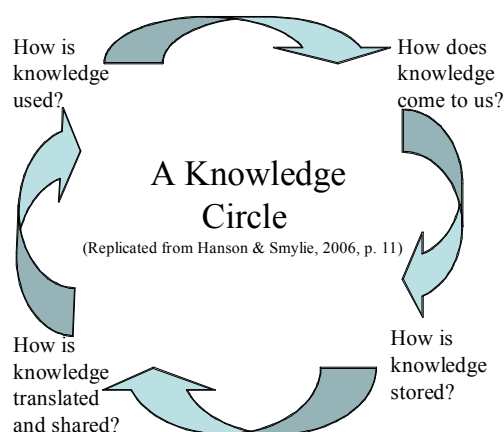 How is
knowledge
used?
How does
knowledge
come to us?
A Knowledge
Circle
(Replicated from Hanson & Smylie, 2006, p. 11)
How is
knowledge
stored?
How is
knowledge
translated
and shared?